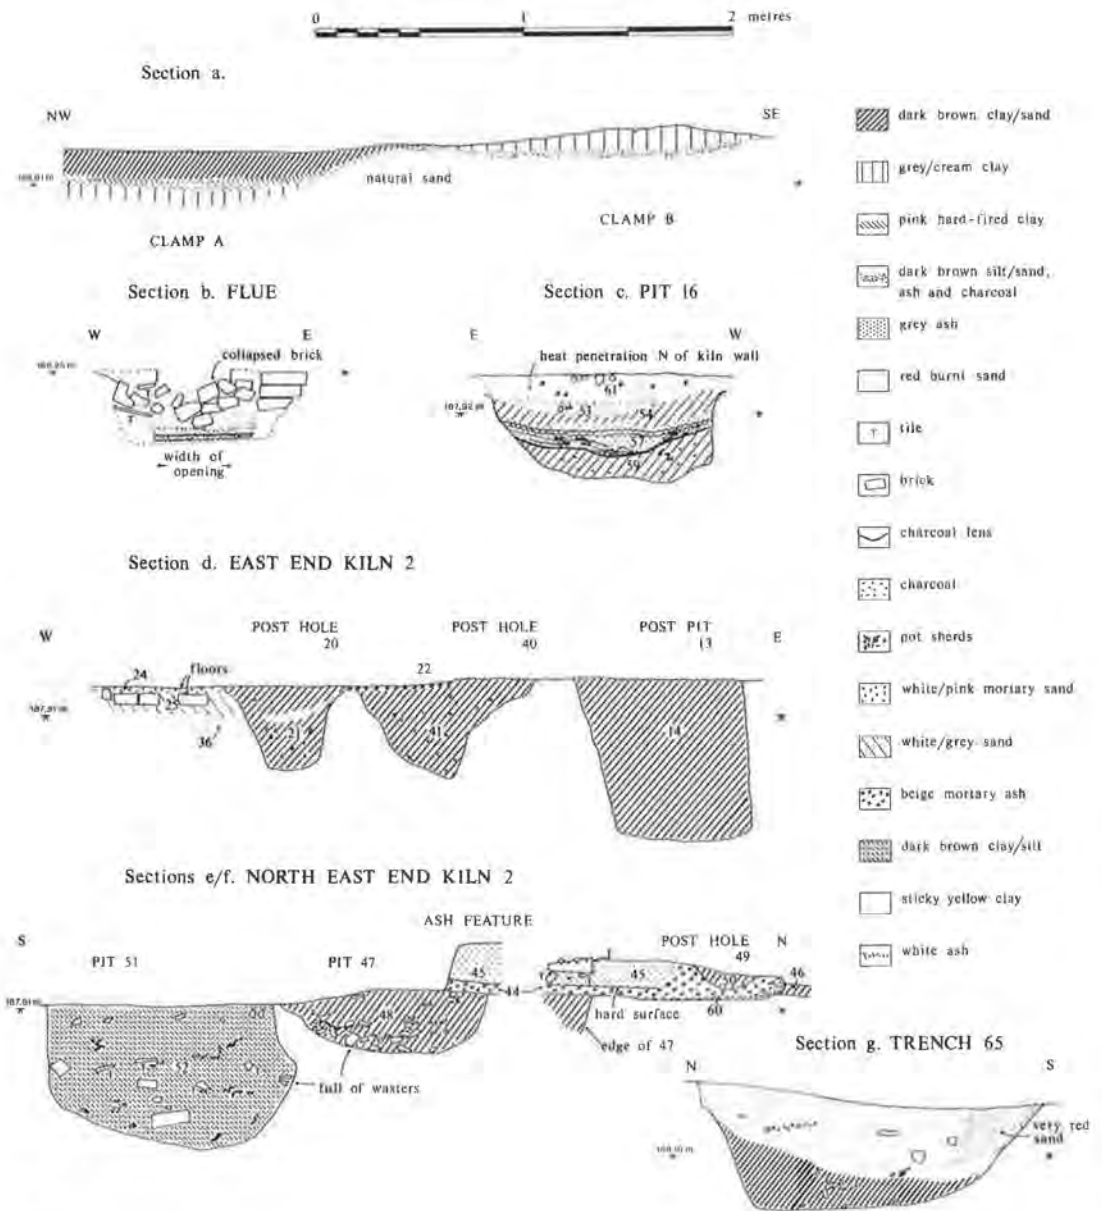 0 1 2 metres
Section a.
NW
SE
natural sand
CLAMP A
CLAMP B
Section b. FLUE
W E
collapsed brick
T
width of
opening
Section c. PIT 16
E W
heat penetration N of kiln wall
61
53 54
57
59
Section d. EAST END KILN 2
W
POST HOLE
20
POST HOLE
40
POST PIT
13
E
24
floors
22
25
36
21
41
14
Sections e/f. NORTH EAST END KILN 2
ASH FEATURE
S
PIT 51
PIT 47
POST HOLE
49
N
45
44
45
50
46
48
hard surface
60
edge of 47
52
full of wasters
Section g. TRENCH 65
N S
very red
sand
dark brown clay/sand
grey/cream clay
pink hard-fired clay
dark brown silt/sand,
ash and charcoal
grey ash
red burnt sand
T
tile
brick
charcoal lens
charcoal
pot sherds
white/pink mortary sand
white/grey sand
beige mortary ash
dark brown clay/silt
sticky yellow clay
white ash